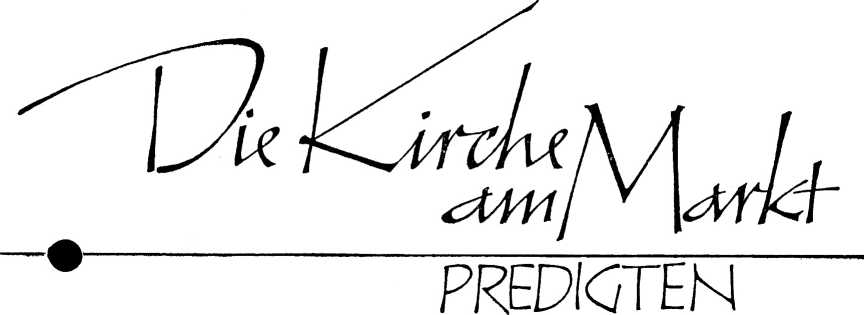 Die Kirche
am Markt
PREDIGTEN